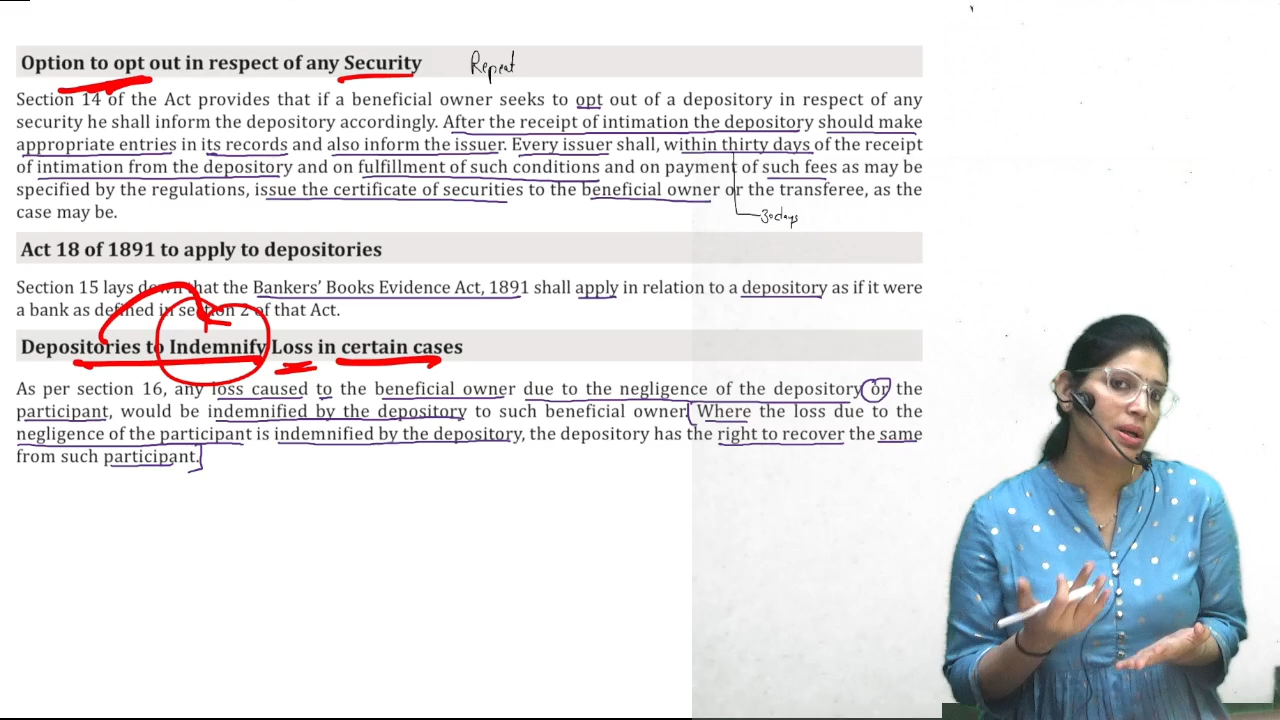 Option to opt out in respect of any Security Repeat
Section 14 of the Act provides that if a beneficial owner seeks to opt out of a depository in respect of any
security he shall inform the depository accordingly. After the receipt of intimation the depository should make
appropriate entries in its records and also inform the issuer. Every issuer shall, within thirty days of the receipt
of intimation from the depository and on fulfillment of such conditions and on payment of such fees as may be
specified by the regulations, issue the certificate of securities to the beneficial owner or the transferee, as the
case may be.
30days
Act 18 of 1891 to apply to depositories
Section 15 lays down that the Bankers' Books Evidence Act, 1891 shall apply in relation to a depository as if it were
a bank as defined in section 2 of that Act.
Depositories to Indemnify Loss in certain cases
As per section 16, any loss caused to the beneficial owner due to the negligence of the depository or the
participant, would be indemnified by the depository to such beneficial owner. Where the loss due to the
negligence of the participant is indemnified by the depository, the depository has the right to recover the same
from such participant.